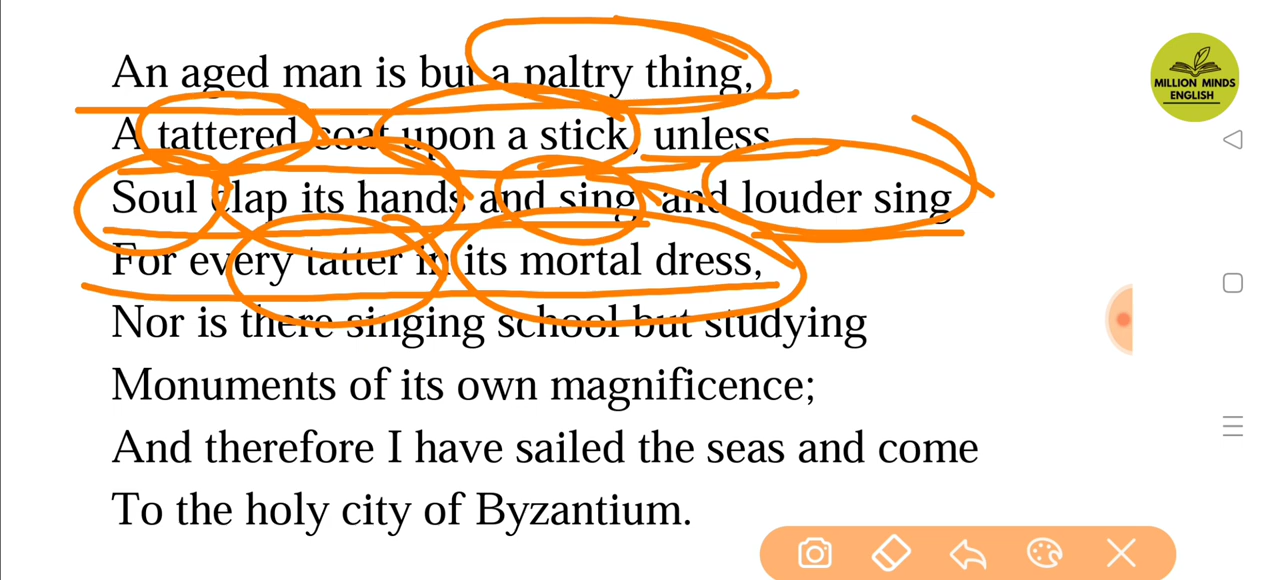 An aged man is but a paltry thing,
A tattered coat upon a stick, unless
Soul clap its hands and sing, and louder sing
For every tatter in its mortal dress,
Nor is there singing school but studying
Monuments of its own magnificence;
And therefore I have sailed the seas and come
To the holy city of Byzantium.
MILLION MINDS
ENGLISH